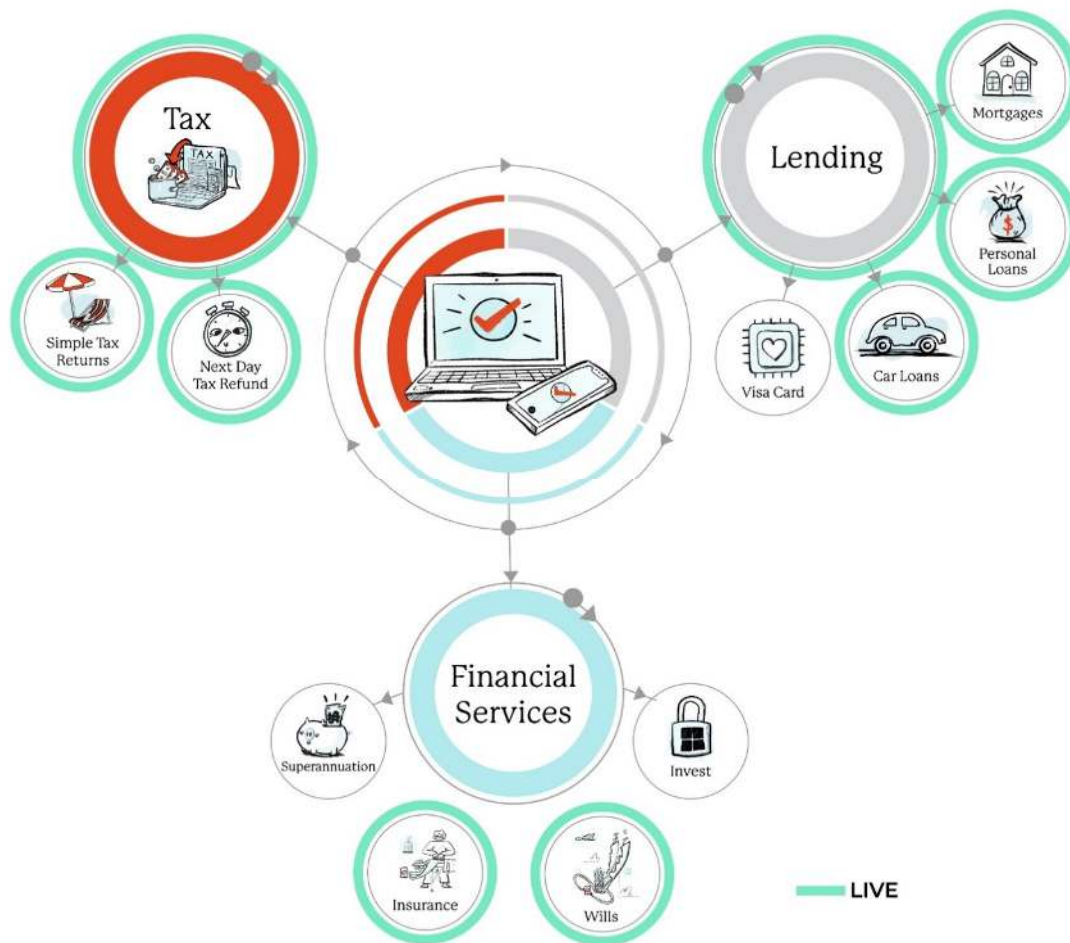 Tax
TAX
Simple Tax
Returns
Next Day
Tax Refund
Lending
Mortgages
$
Personal
Loans
Car Loans
Visa Card
Financial
Services
Superannuation
Invest
Insurance
Wills
LIVE